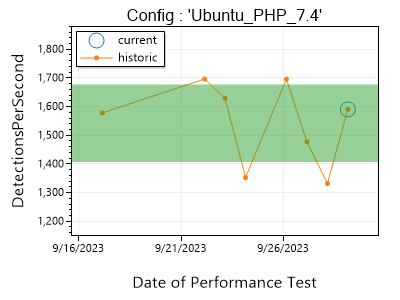 Config : 'Ubuntu_PHP_7.4'
DetectionsPerSecond
1,800
1,700
1,600
1,500
1,400
1,300
1,200
current
historic
9/16/2023
9/21/2023
9/26/2023
Date of Performance Test